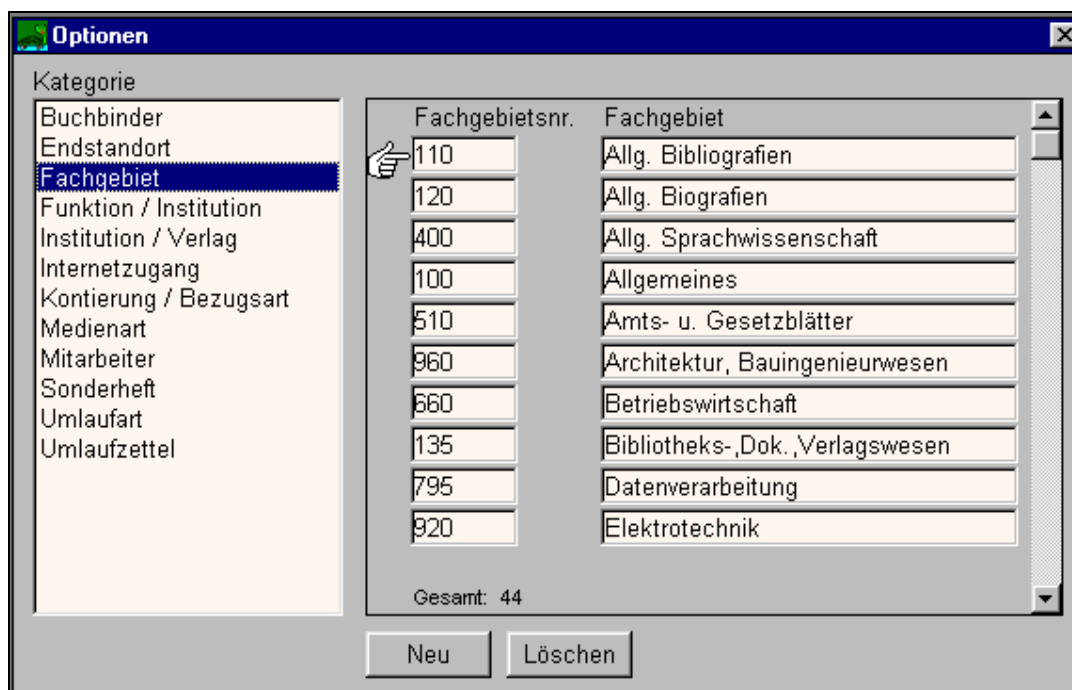 Optionen
Kategorie
Buchbinder
Endstandort
Fachgebiet
Funktion / Institution
Institution / Verlag
Internetzugang
Kontierung / Bezugsart
Medienart
Mitarbeiter
Sonderheft
Umlaufart
Umlaufzettel
Fachgebietsnr. Fachgebiet
110 Allg. Bibliografien
120 Allg. Biografien
400 Allg. Sprachwissenschaft
100 Allgemeines
510 Amts- u. Gesetzblätter
960 Architektur, Bauingenieurwesen
660 Betriebswirtschaft
135 Bibliotheks-,Dok.,Verlagswesen
795 Datenverarbeitung
920 Elektrotechnik
Gesamt: 44
Neu Löschen